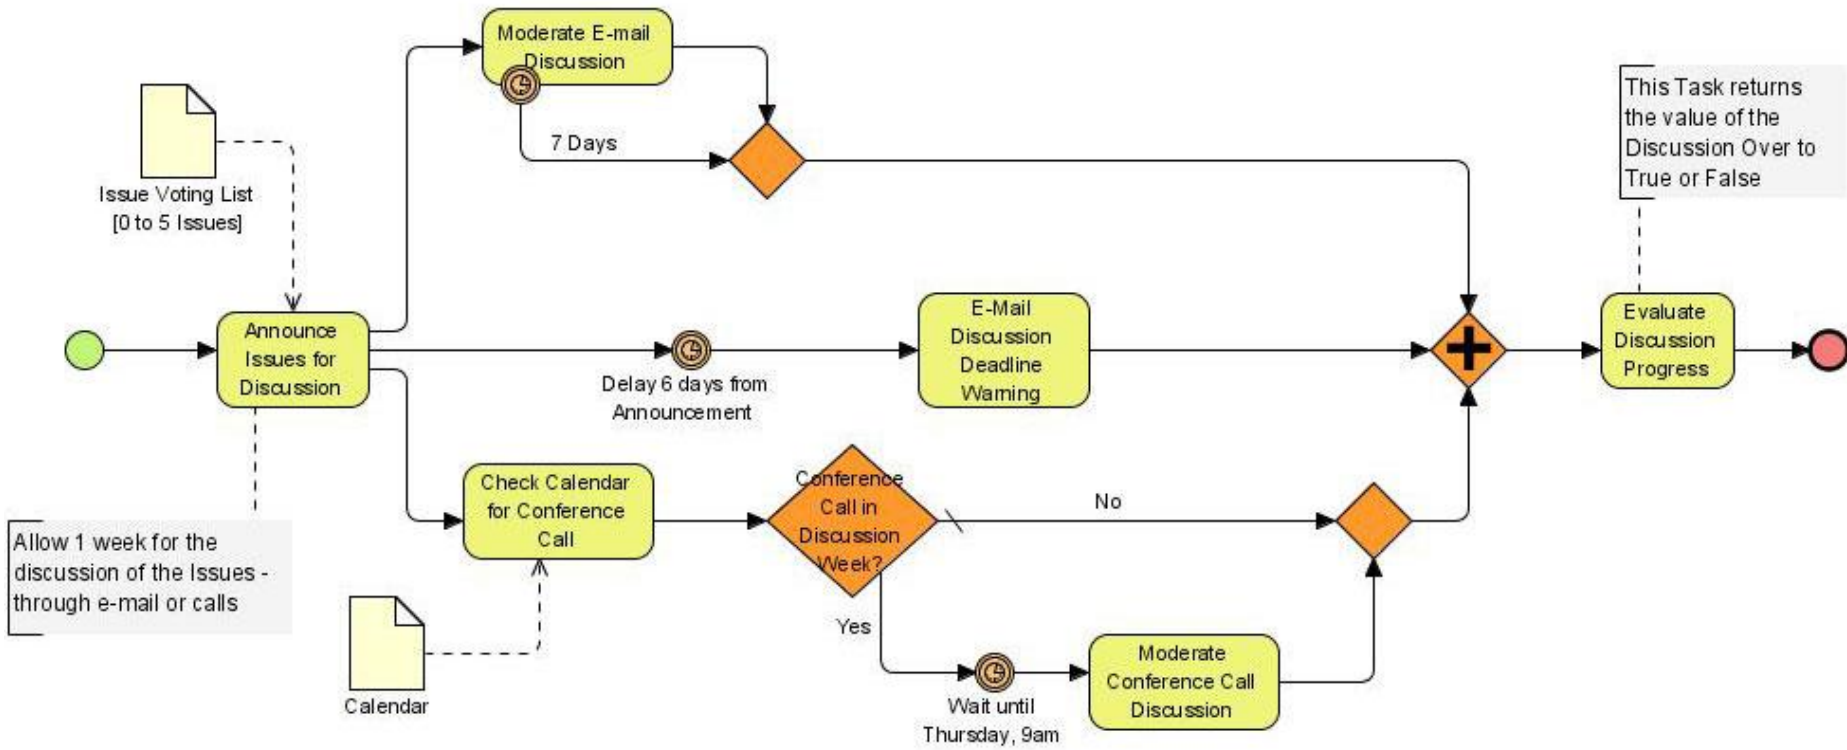 Moderate E-mail
Discussion
7 Days
This Task returns
the value of the
Discussion Over to
True or False
Issue Voting List
[0 to 5 Issues]
Announce
Issues for
Discussion
Delay 6 days from
Announcement
E-Mail
Discussion
Deadline
Warning
Evaluate
Discussion
Progress
Allow 1 week for the
discussion of the Issues -
through e-mail or calls
Check Calendar
for Conference
Call
Conference
Call in
Discussion
Week?
No
Yes
Calendar
Wait until
Thursday, 9am
Moderate
Conference Call
Discussion